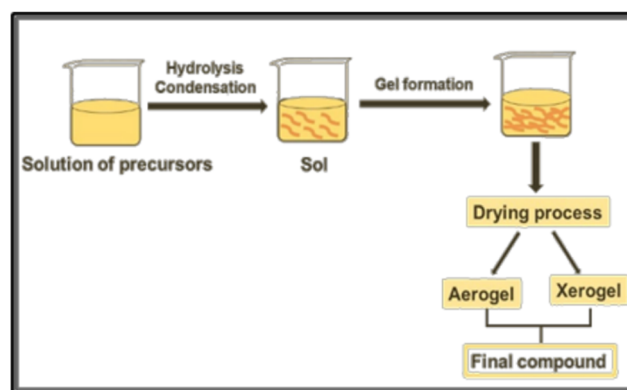 Hydrolysis
Condensation
Gel formation
Solution of precursors
Sol
Drying process
Aerogel
Xerogel
Final compound